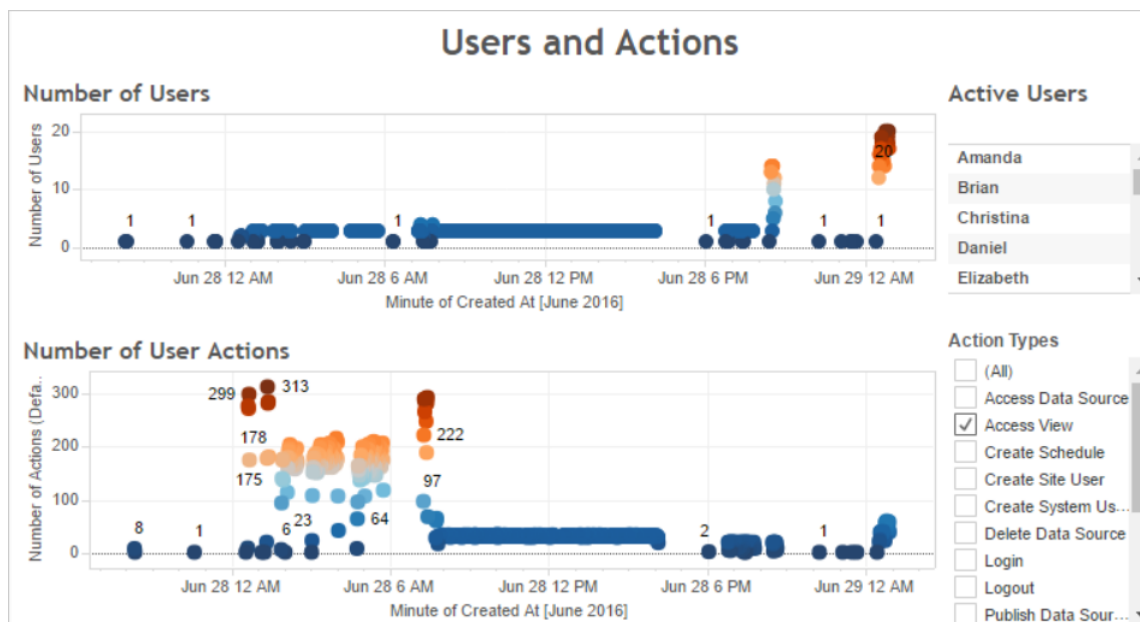 Users and Actions
Number of Users
Number of Users
20
10
0
1
1
1
1
1
1
20
Jun 28 12 AM
Jun 28 6 AM
Jun 28 12 PM
Jun 28 6 PM
Jun 29 12 AM
Minute of Created At [June 2016]
Active Users
Amanda
Brian
Christina
Daniel
Elizabeth
Number of User Actions
Number of Actions (Defa..
300
200
100
0
299
313
178
175
222
97
8
1
6
23
64
2
1
Jun 28 12 AM
Jun 28 6 AM
Jun 28 12 PM
Jun 28 6 PM
Jun 29 12 AM
Minute of Created At [June 2016]
Action Types
(All)
Access Data Source
Access View
Create Schedule
Create Site User
Create System Us...
Delete Data Source
Login
Logout
Publish Data Sour...